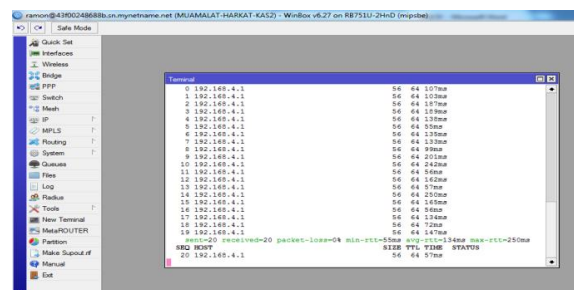 ramon@43f00248688b.sn.mynetname.net (MUAMALAT-HARKAT-KAS2) - WinBox v6.27 on RB751U-2HnD (mipsbe)
Safe Mode
Quick Set
Interfaces
Wireless
Bridge
PPP
Switch
Mesh
IP
MPLS
Routing
System
Queues
Files
Log
Radius
Tools
New Terminal
MetaROUTER
Partition
Make Supout.rif
Manual
Exit
Terminal
0 192.168.4.1 56 64 107ms
1 192.168.4.1 56 64 103ms
2 192.168.4.1 56 64 187ms
3 192.168.4.1 56 64 189ms
4 192.168.4.1 56 64 138ms
5 192.168.4.1 56 64 55ms
6 192.168.4.1 56 64 135ms
7 192.168.4.1 56 64 133ms
8 192.168.4.1 56 64 99ms
9 192.168.4.1 56 64 201ms
10 192.168.4.1 56 64 242ms
11 192.168.4.1 56 64 56ms
12 192.168.4.1 56 64 162ms
13 192.168.4.1 56 64 57ms
14 192.168.4.1 56 64 250ms
15 192.168.4.1 56 64 165ms
16 192.168.4.1 56 64 56ms
17 192.168.4.1 56 64 134ms
18 192.168.4.1 56 64 72ms
19 192.168.4.1 56 64 147ms
sent=20 received=20 packet-loss=0% min-rtt=55ms avg-rtt=134ms max-rtt=250ms
SEQ HOST SIZE TTL TIME STATUS
20 192.168.4.1 56 64 57ms